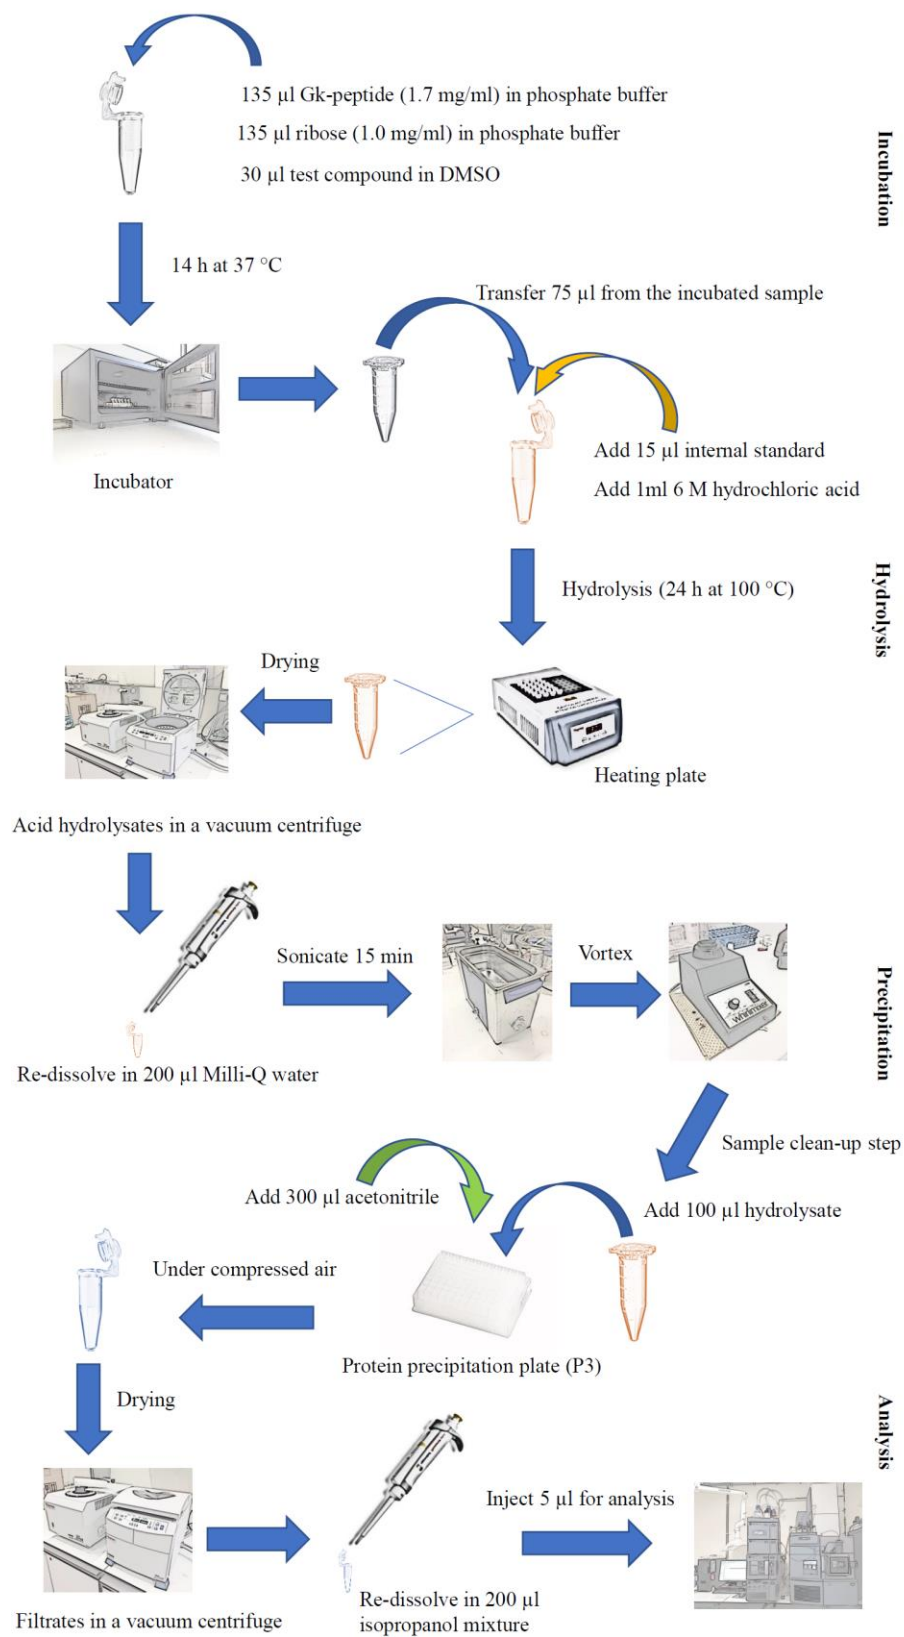 135 µl Gk-peptide (1.7 mg/ml) in phosphate buffer
135 µl ribose (1.0 mg/ml) in phosphate buffer
30 µl test compound in DMSO
Incubation
14 h at 37 °C
Transfer 75 µl from the incubated sample
Incubator
Add 15 µl internal standard
Add 1ml 6 M hydrochloric acid
Hydrolysis (24 h at 100 °C)
Hydrolysis
Drying
Heating plate
Acid hydrolysates in a vacuum centrifuge
Sonicate 15 min
Vortex
Whirlimixer
Precipitation
Re-dissolve in 200 µl Milli-Q water
Sample clean-up step
Add 300 µl acetonitrile
Add 100 µl hydrolysate
Under compressed air
Protein precipitation plate (P3)
Drying
Analysis
Inject 5 µl for analysis
Filtrates in a vacuum centrifuge
Re-dissolve in 200 µl
isopropanol mixture